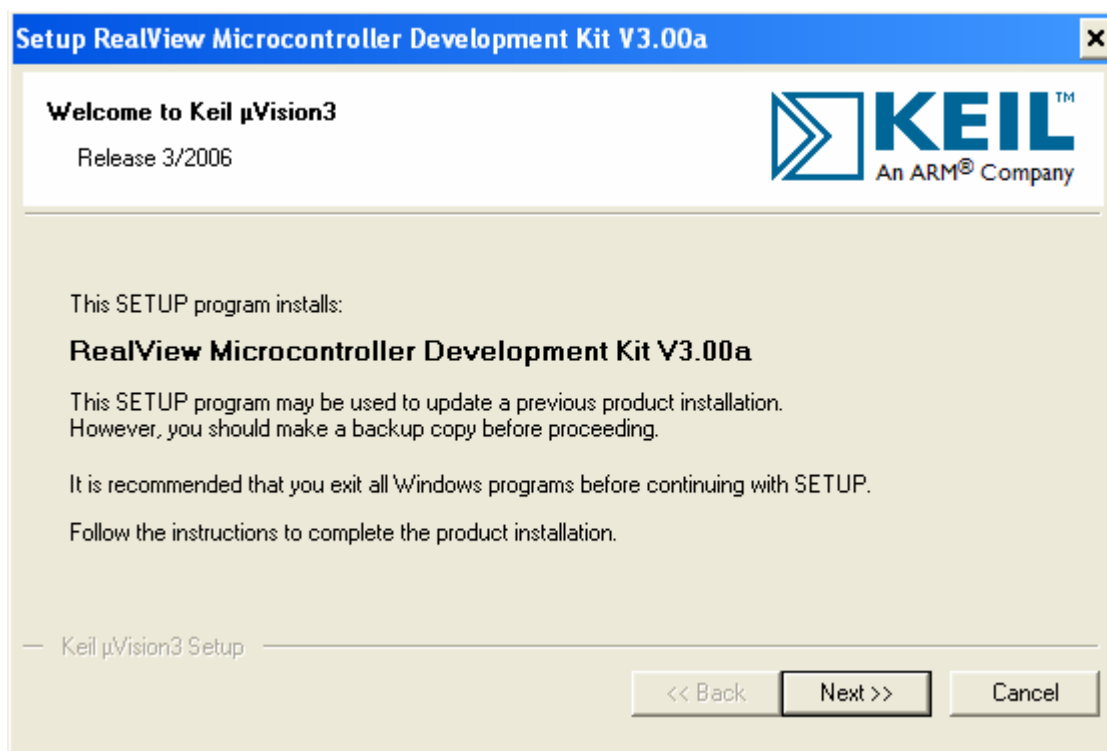 Setup RealView Microcontroller Development Kit V3.00a
Welcome to Keil µVision3
Release 3/2006
KEIL™
An ARM® Company
This SETUP program installs:
RealView Microcontroller Development Kit V3.00a
This SETUP program may be used to update a previous product installation.
However, you should make a backup copy before proceeding.
It is recommended that you exit all Windows programs before continuing with SETUP.
Follow the instructions to complete the product installation.
Keil µVision3 Setup
<< Back
Next >>
Cancel